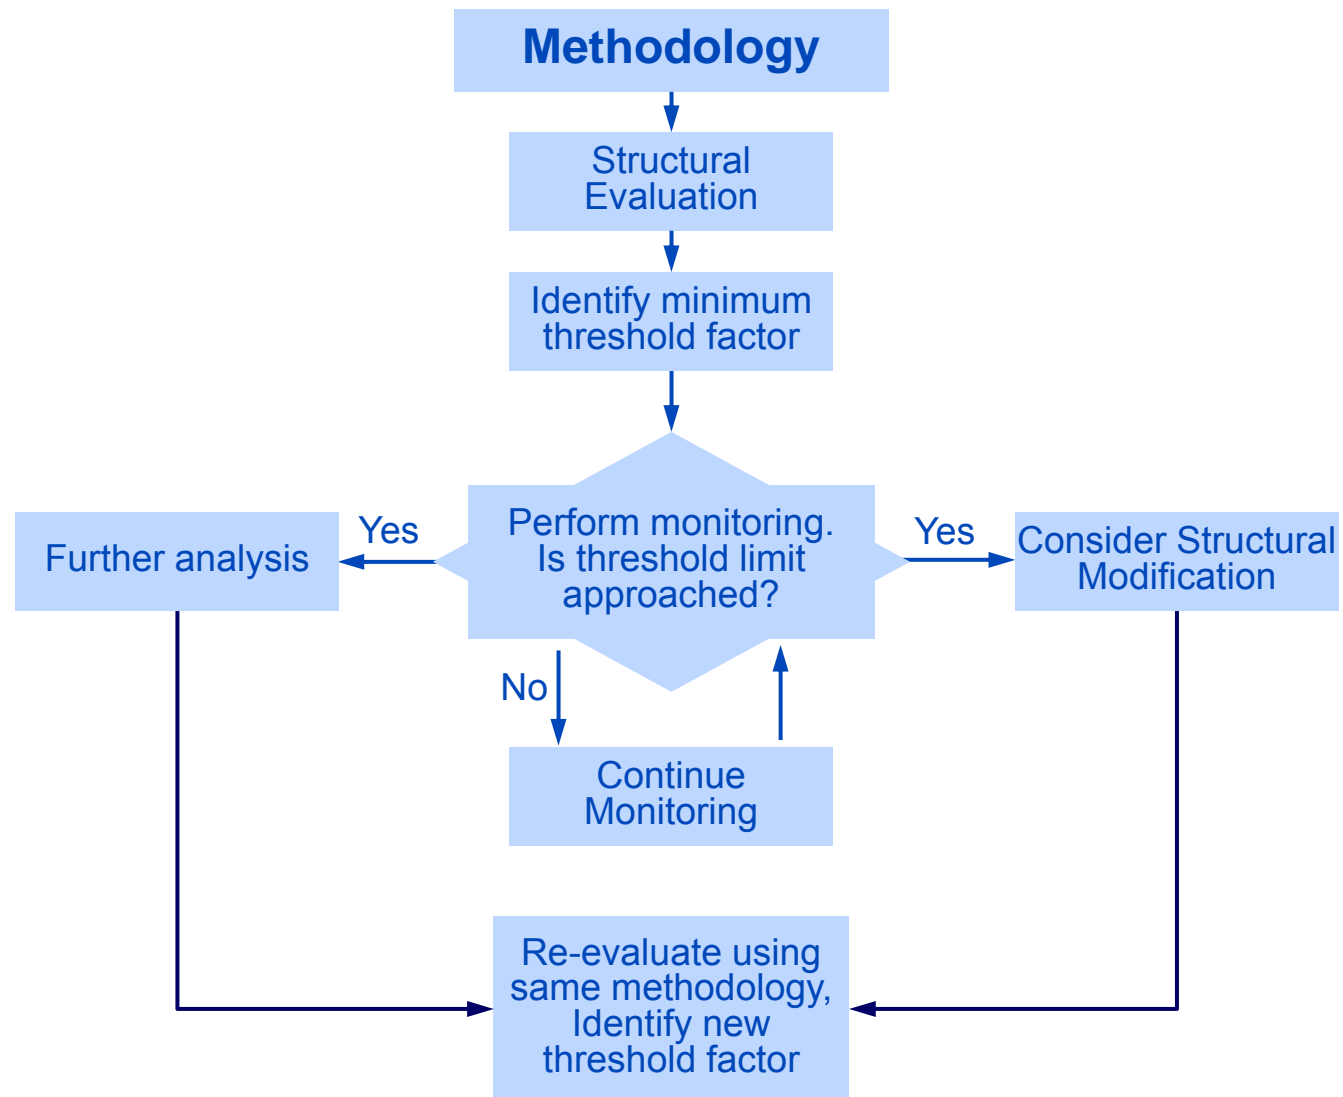 Methodology
Structural
Evaluation
Identify minimum
threshold factor
Perform monitoring.
Is threshold limit
approached?
Yes
Further analysis
Yes
Consider Structural
Modification
No
Continue
Monitoring
Re-evaluate using
same methodology,
Identify new
threshold factor